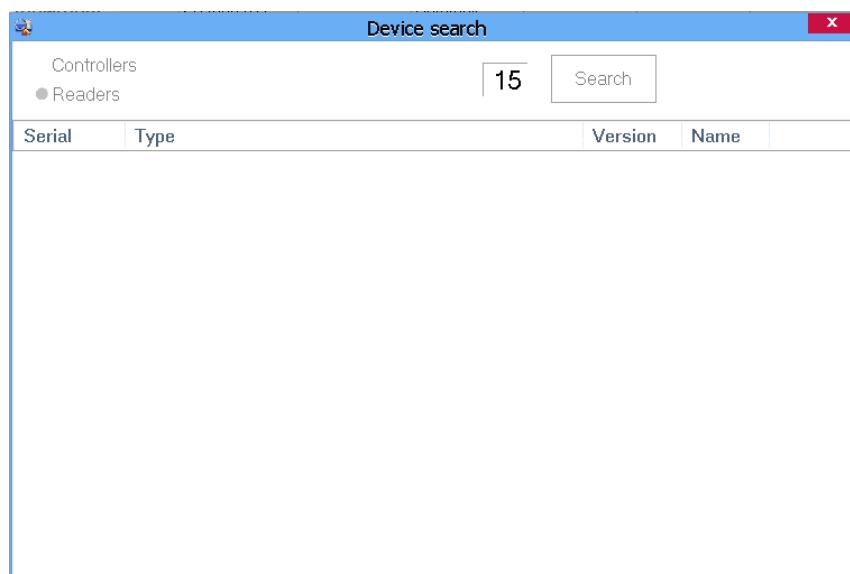 Device search
Controllers
Readers
15
Search
Serial Type Version Name